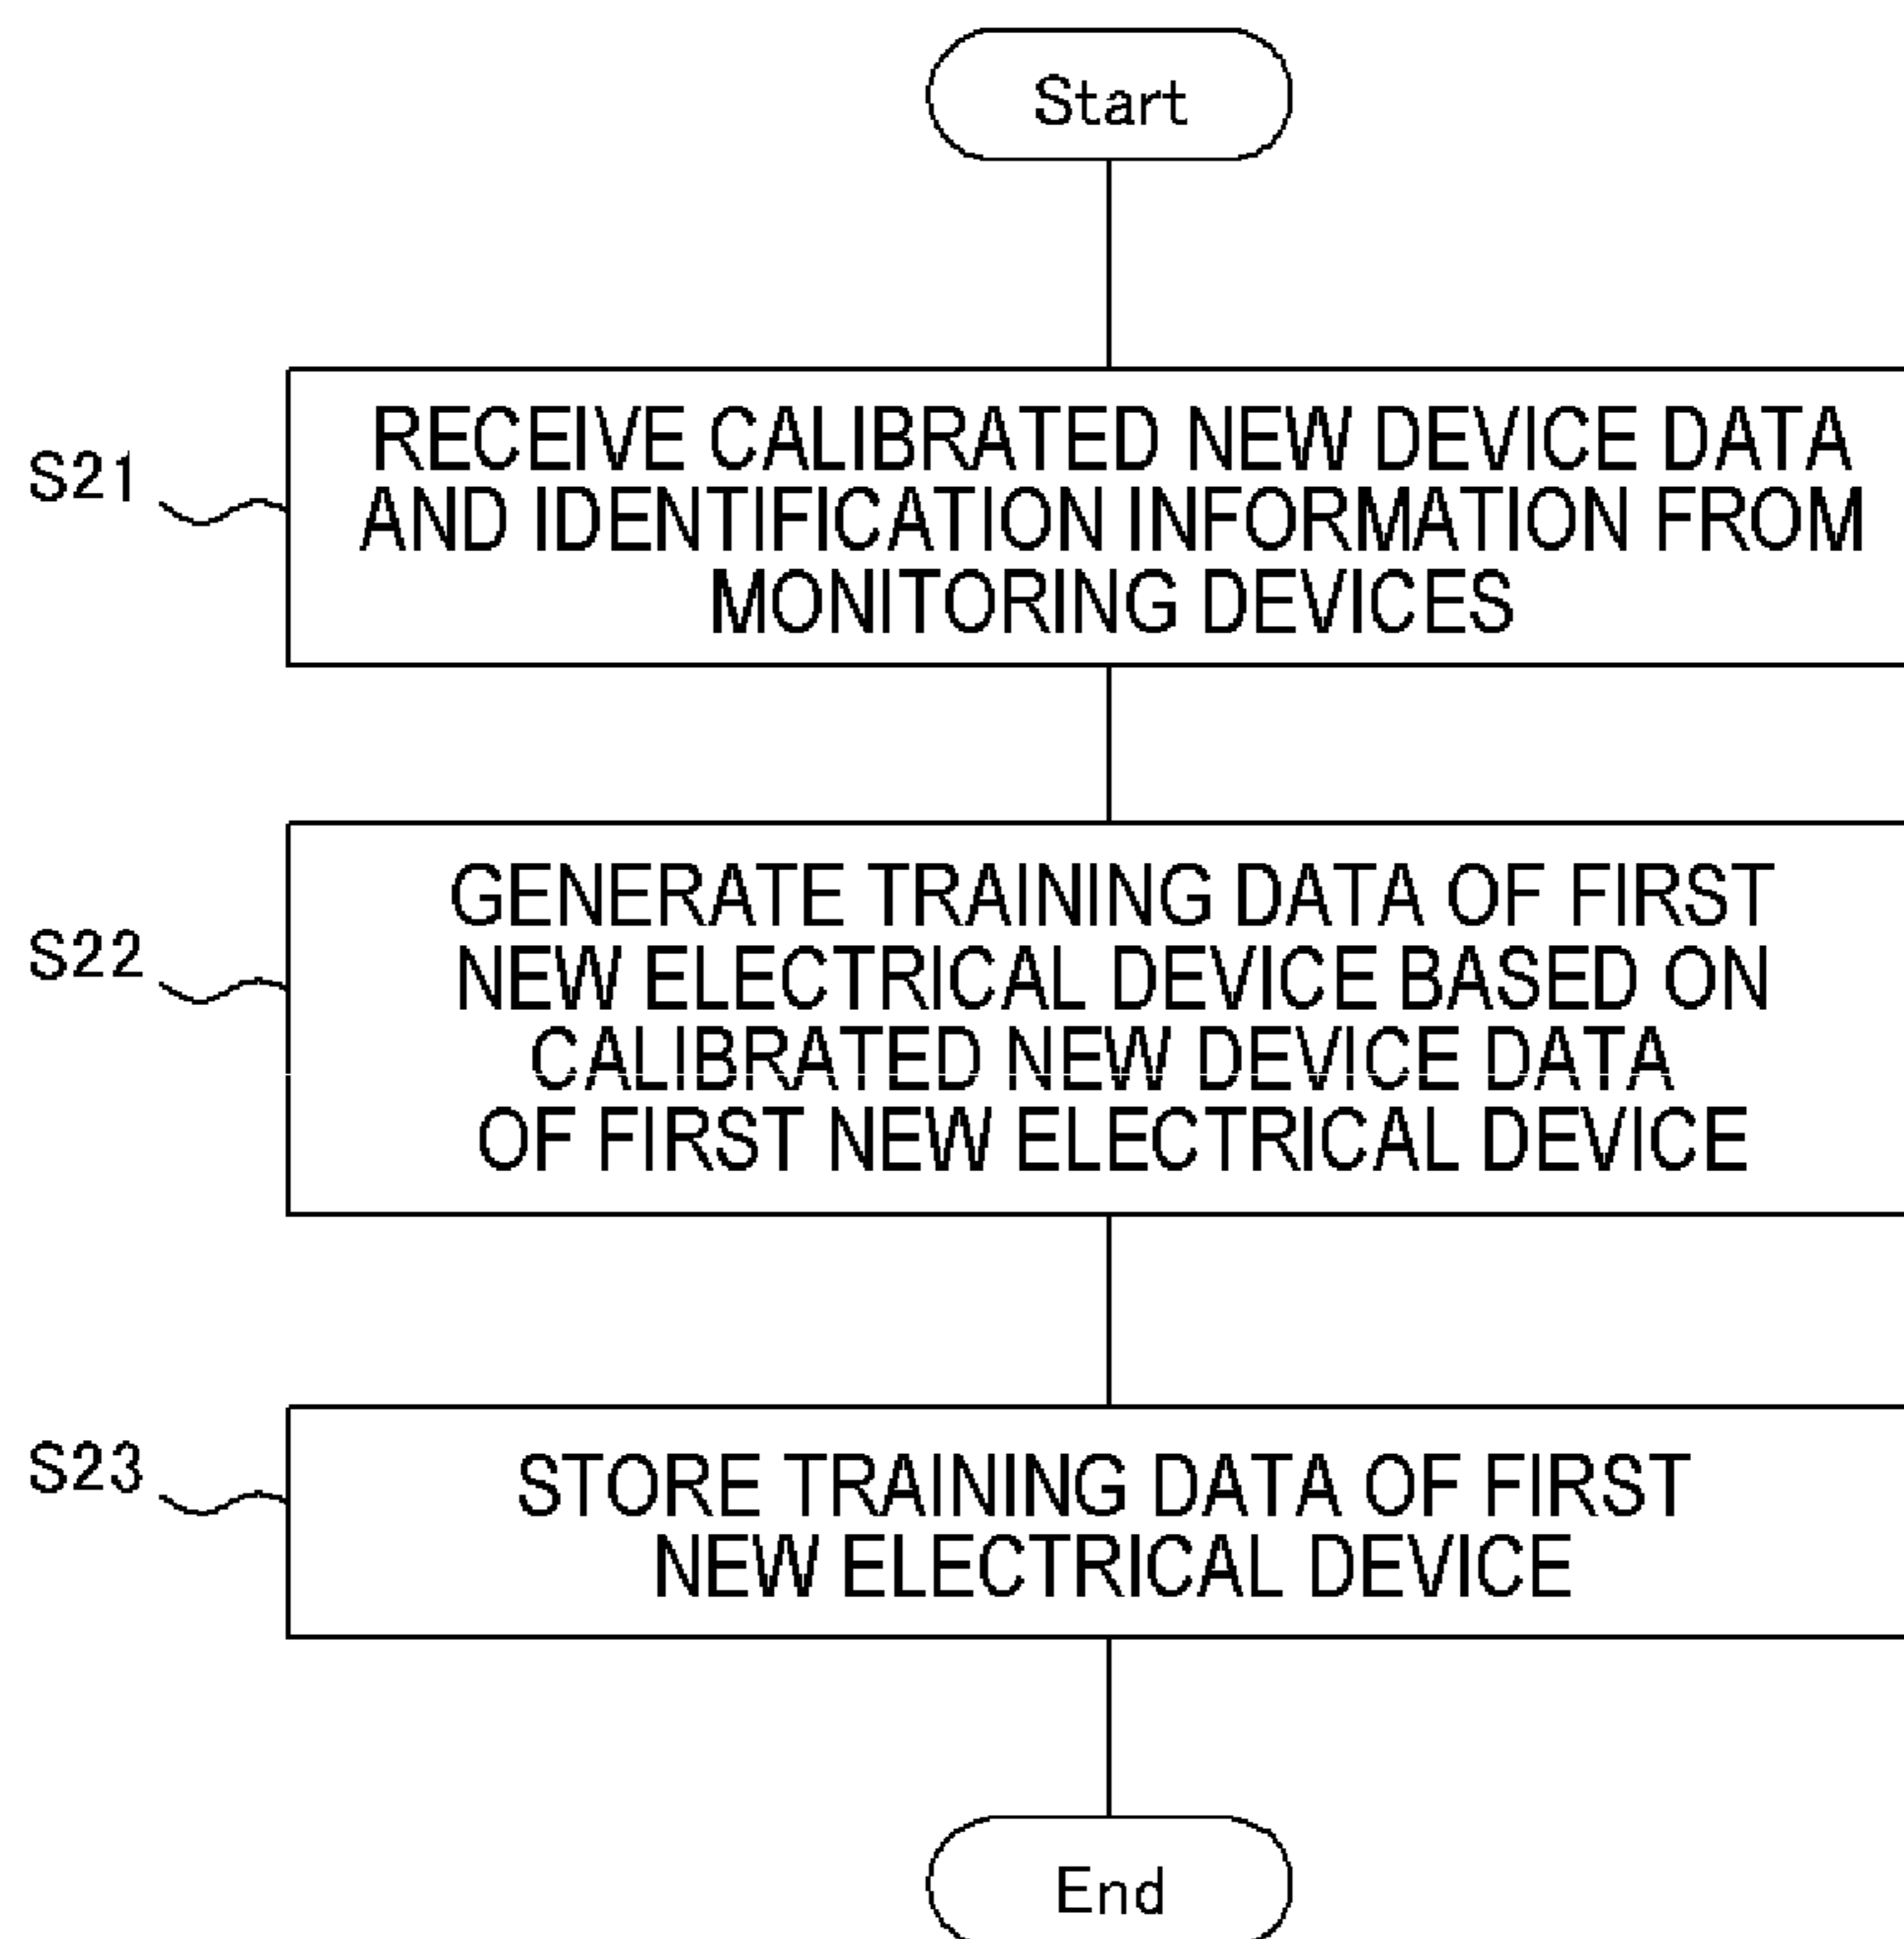 Start
S21
RECEIVE CALIBRATED NEW DEVICE DATA
AND IDENTIFICATION INFORMATION FROM
MONITORING DEVICES
S22
GENERATE TRAINING DATA OF FIRST
NEW ELECTRICAL DEVICE BASED ON
CALIBRATED NEW DEVICE DATA
OF FIRST NEW ELECTRICAL DEVICE
S23
STORE TRAINING DATA OF FIRST
NEW ELECTRICAL DEVICE
End